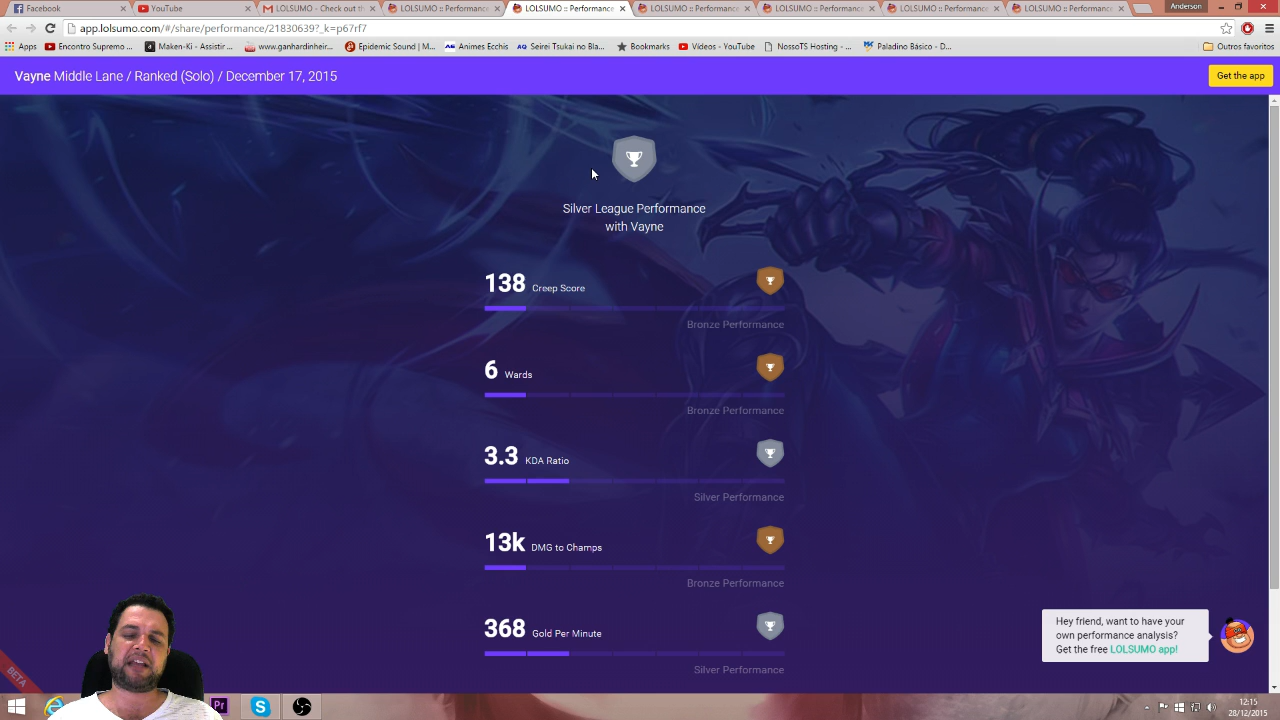 Facebook
YouTube
LOLSUMO - Check out th
LOLSUMO :: Performance
LOLSUMO :: Performance
LOLSUMO :: Performance
LOLSUMO :: Performance
LOLSUMO :: Performance
LOLSUMO :: Performance
Anderson
app.lolsumo.com/#/share/performance/21830639?_k=p67rf7
Apps
Encontro Supremo ...
Maken-Ki - Assistir ...
www.ganhardinheir...
Epidemic Sound | M...
Animes Ecchis
Seirei Tsukai no Bla...
Bookmarks
Vídeos - YouTube
NossoTS Hosting - ...
Paladino Básico - D...
Outros favoritos
Vayne Middle Lane / Ranked (Solo) / December 17, 2015
Get the app
Silver League Performance
with Vayne
138 Creep Score
Bronze Performance
6 Wards
Bronze Performance
3.3 KDA Ratio
Silver Performance
13k DMG to Champs
Bronze Performance
368 Gold Per Minute
Silver Performance
Hey friend, want to have your
own performance analysis?
Get the free LOLSUMO app!
Pr
12:15
28/12/2015